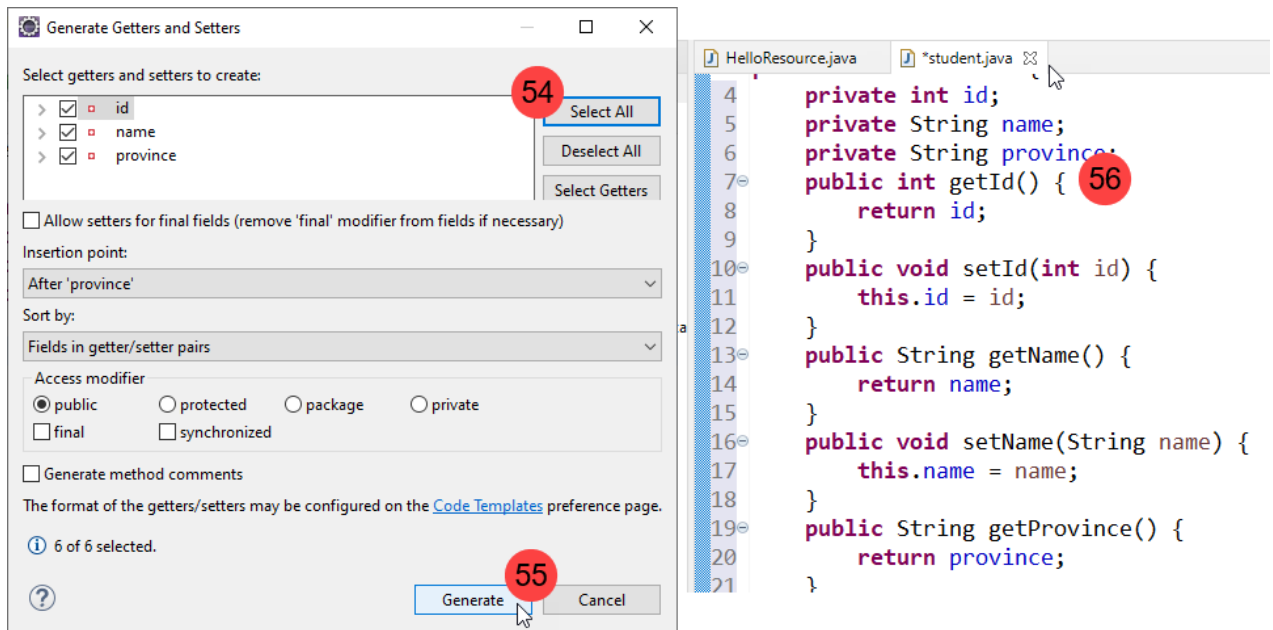 Generate Getters and Setters
Select getters and setters to create:
54
id
Select All
name
province
Deselect All
Select Getters
Allow setters for final fields (remove 'final' modifier from fields if necessary)
Insertion point:
After 'province'
Sort by:
Fields in getter/setter pairs
Access modifier
public protected package private
final synchronized
Generate method comments
The format of the getters/setters may be configured on the Code Templates preference page.
6 of 6 selected.
55
Generate Cancel
HelloResource.java *student.java
4 private int id;
5 private String name;
6 private String province;
7 public int getId() { 56
8 return id;
9 }
10 public void setId(int id) {
11 this.id = id;
12 }
13 public String getName() {
14 return name;
15 }
16 public void setName(String name) {
17 this.name = name;
18 }
19 public String getProvince() {
20 return province;
21 }